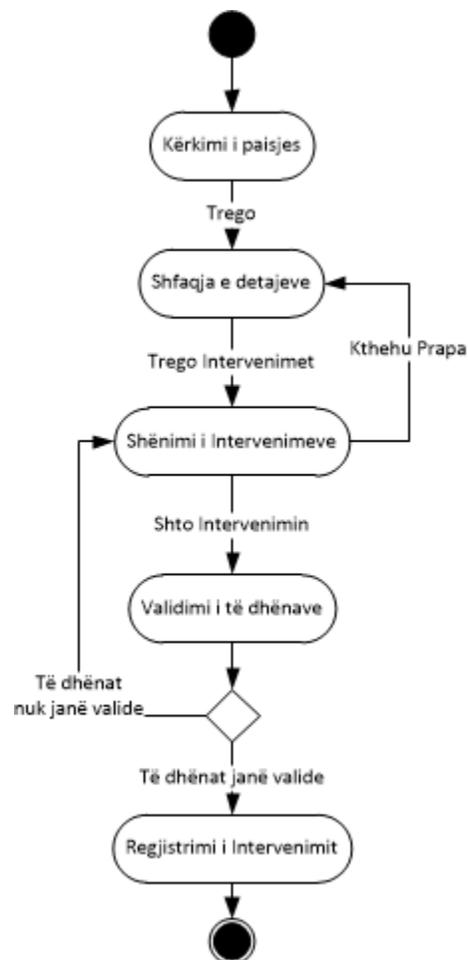 Kërkimi i paisjes
Trego
Shfaqja e detajeve
Kthehu Prapa
Trego Intervenimet
Shënimi i Intervenimeve
Shto Intervenimin
Validimi i të dhënave
Të dhënat
nuk janë valide
Të dhënat janë valide
Regjistrimi i Intervenimit